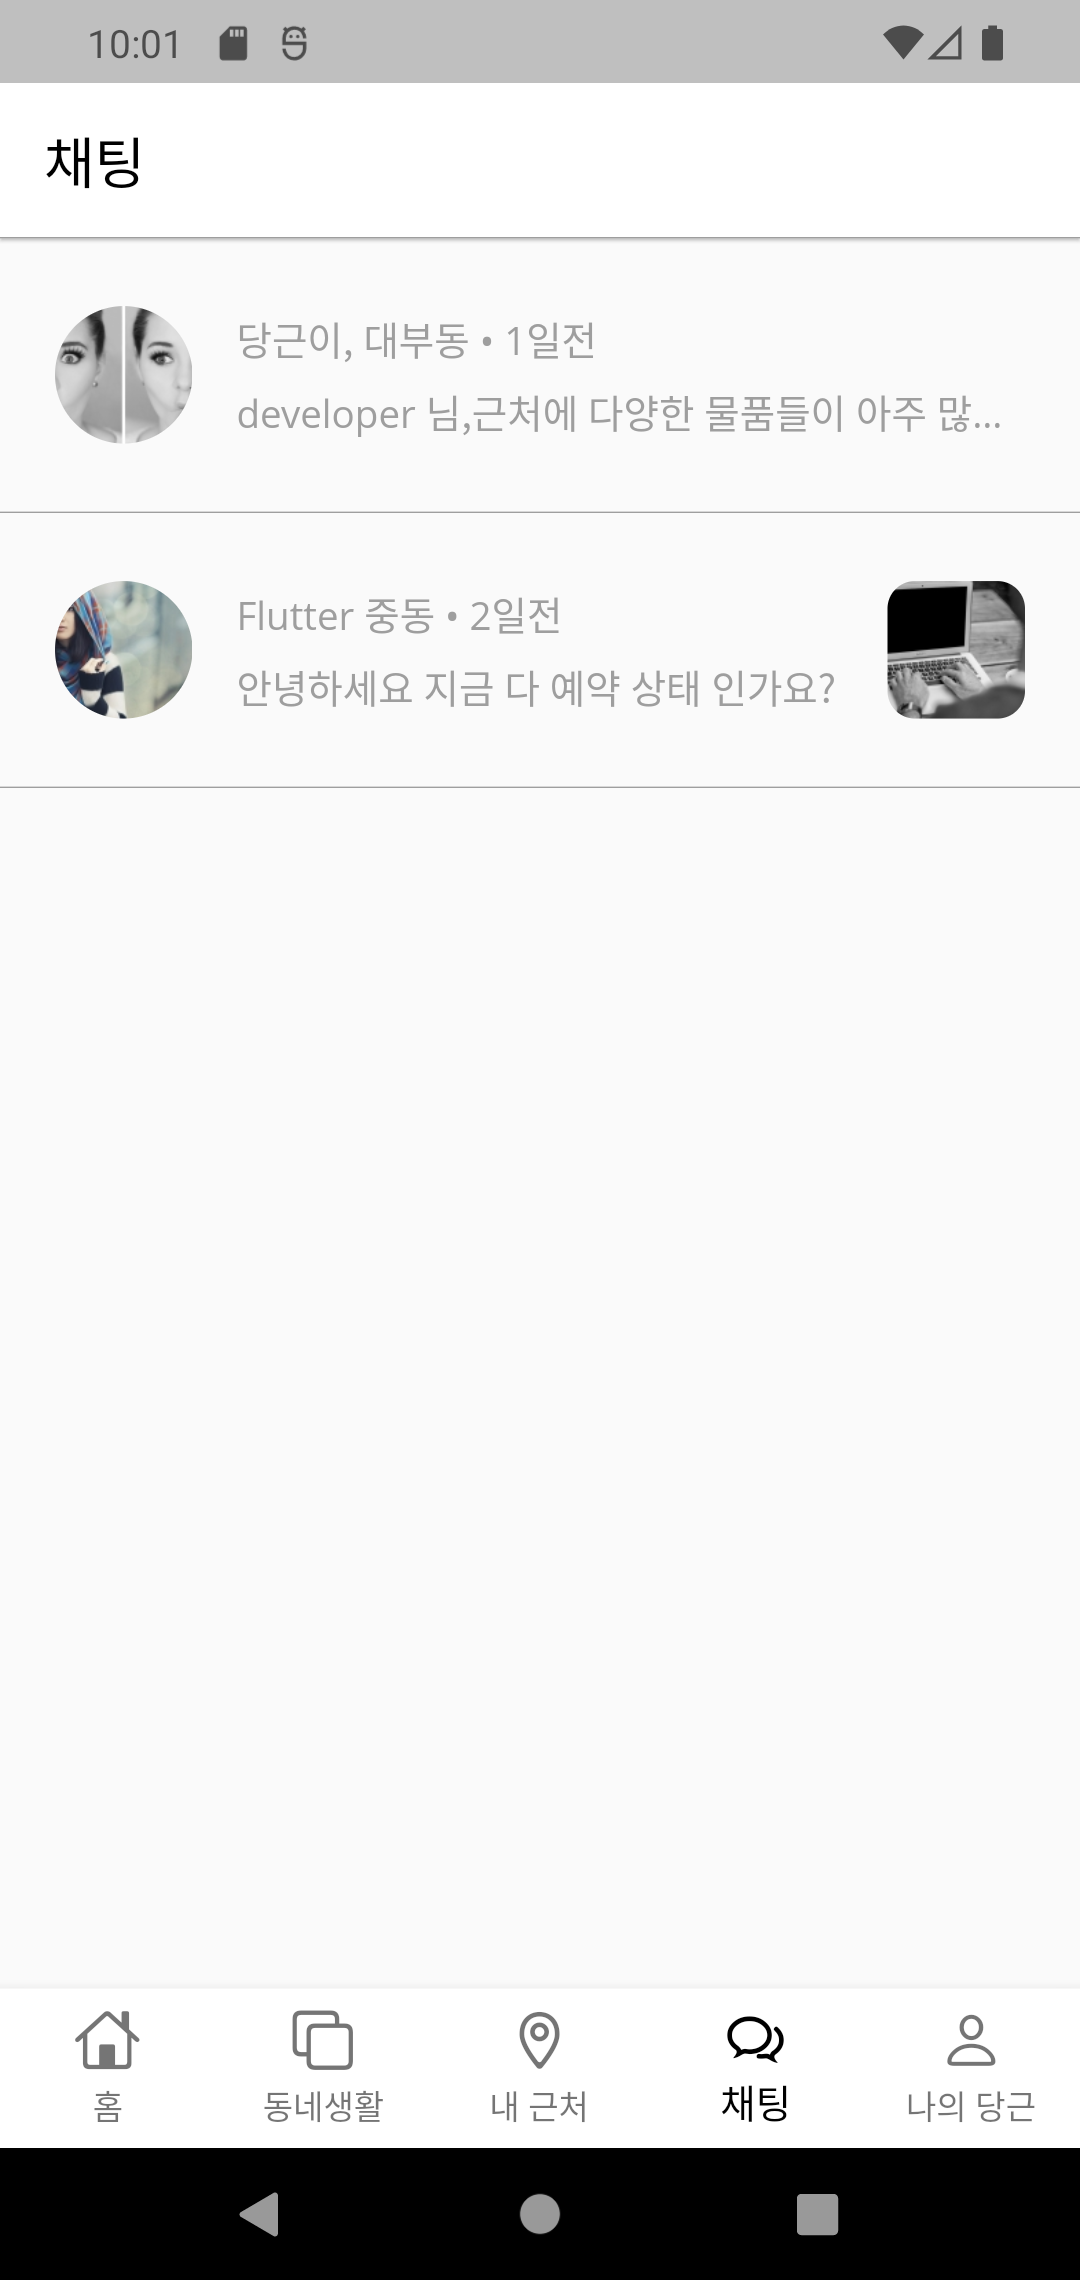 10:01
채팅
당근이, 대부동 • 1일전
developer 님,근처에 다양한 물품들이 아주 많...
Flutter 중동 • 2일전
안녕하세요 지금 다 예약 상태 인가요?
홈
동네생활
내 근처
채팅
나의 당근